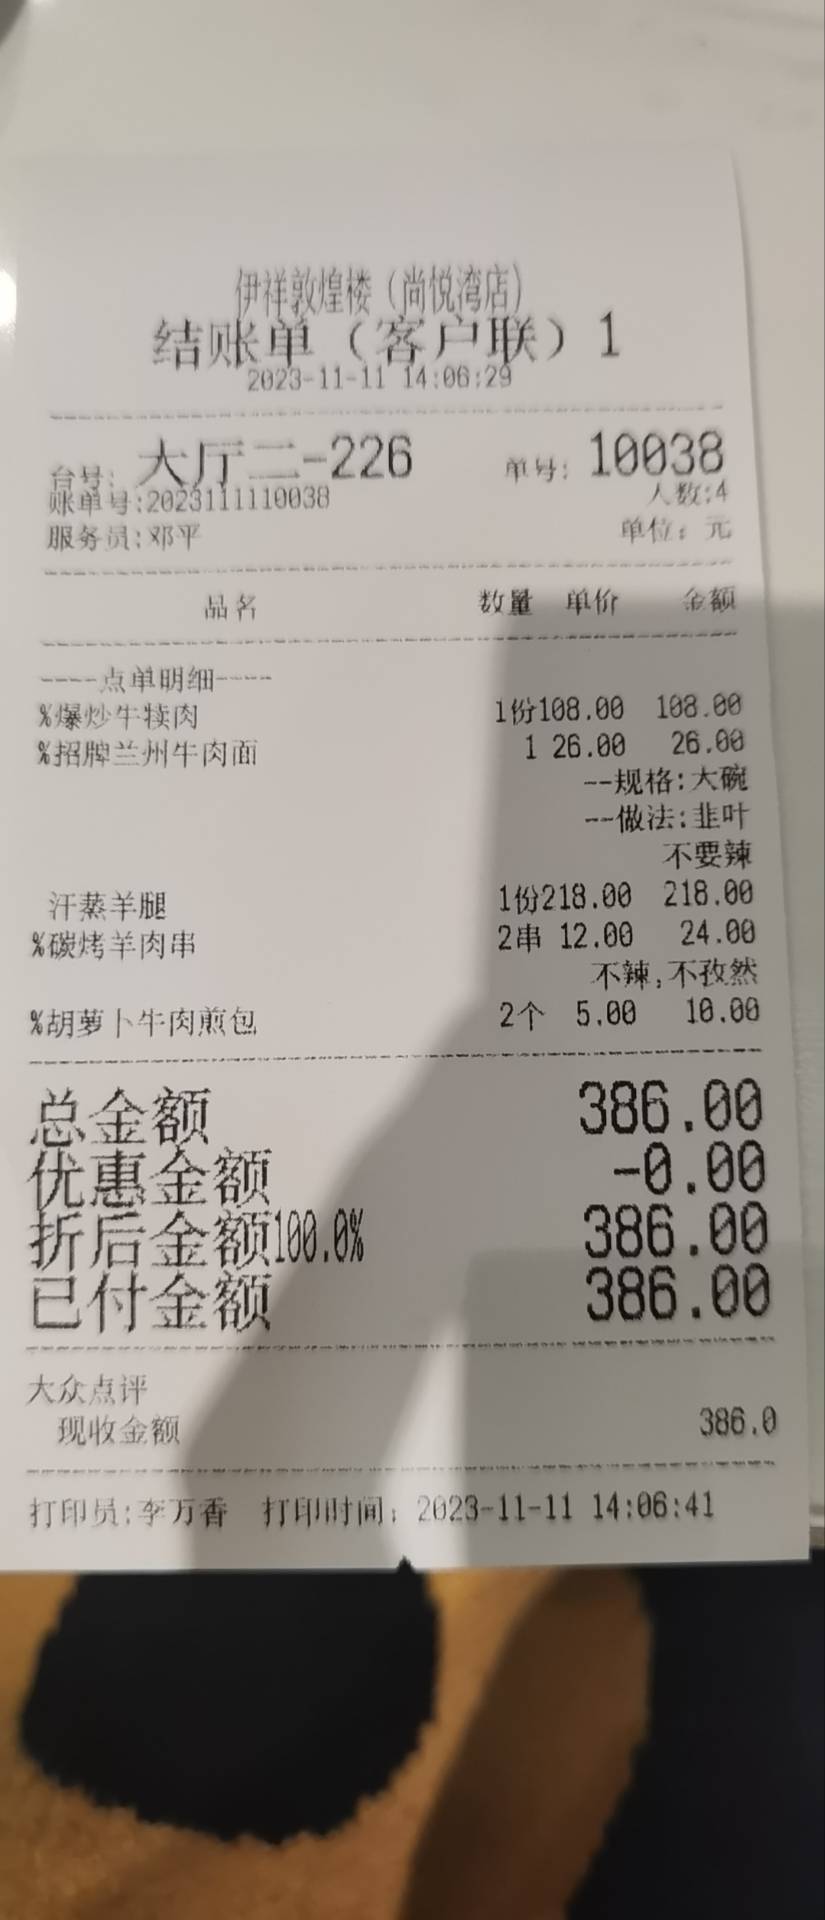 伊祥敦煌楼（尚悦湾店）
结账单（客户联）1
2023-11-11 14:06:29
台号: 大厅二-226 单号: 10038
账单号:2023111110038 人数:4
服务员:邓平 单位: 元
品名 数量 单价 金额
----点单明细----
%爆炒牛犊肉 1份108.00 108.00
%招牌兰州牛肉面 1 26.00 26.00
--规格:大碗
--做法:韭叶
不要辣
汗蒸羊腿 1份218.00 218.00
%碳烤羊肉串 2串 12.00 24.00
不辣,不孜然
%胡萝卜牛肉煎包 2个 5.00 10.00
总金额 386.00
优惠金额 -0.00
折后金额100.0% 386.00
已付金额 386.00
大众点评
现收金额 386.0
打印员:李万香 打印时间: 2023-11-11 14:06:41